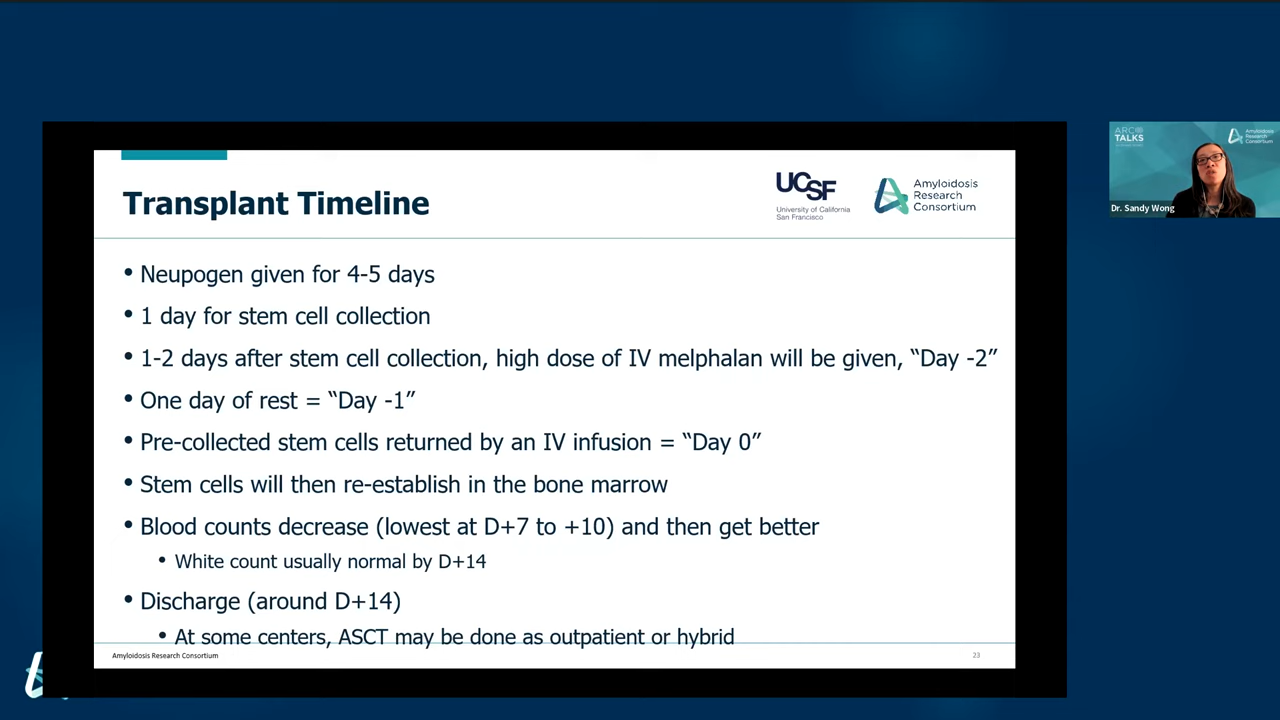 Transplant Timeline
UCSF
University of California
San Francisco
Amyloidosis
Research
Consortium
• Neupogen given for 4-5 days
• 1 day for stem cell collection
• 1-2 days after stem cell collection, high dose of IV melphalan will be given, “Day -2”
• One day of rest = “Day -1”
• Pre-collected stem cells returned by an IV infusion = “Day 0”
• Stem cells will then re-establish in the bone marrow
• Blood counts decrease (lowest at D+7 to +10) and then get better
• White count usually normal by D+14
• Discharge (around D+14)
• At some centers, ASCT may be done as outpatient or hybrid
Amyloidosis Research Consortium
23
ARC
TALKS
Amyloidosis
Research
Consortium
Dr. Sandy Wong